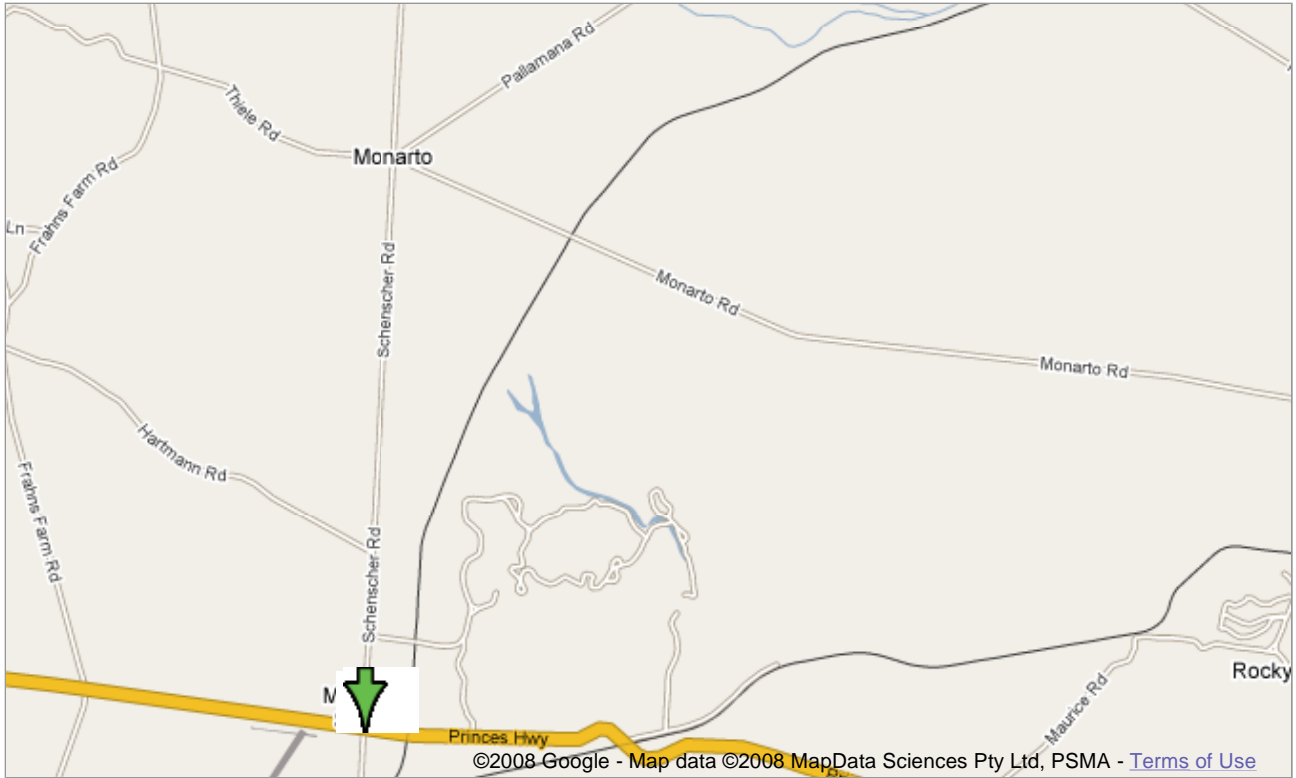 Pallamana Rd
Thiele Rd
Monarto
Frahns Farm Rd
Ln
Schenscher Rd
Monarto Rd
Monarto Rd
Hartmann Rd
Frahns Farm Rd
Schenscher Rd
Rocky
M
Maurice Rd
Princes Hwy
©2008 Google - Map data ©2008 MapData Sciences Pty Ltd, PSMA - Terms of Use